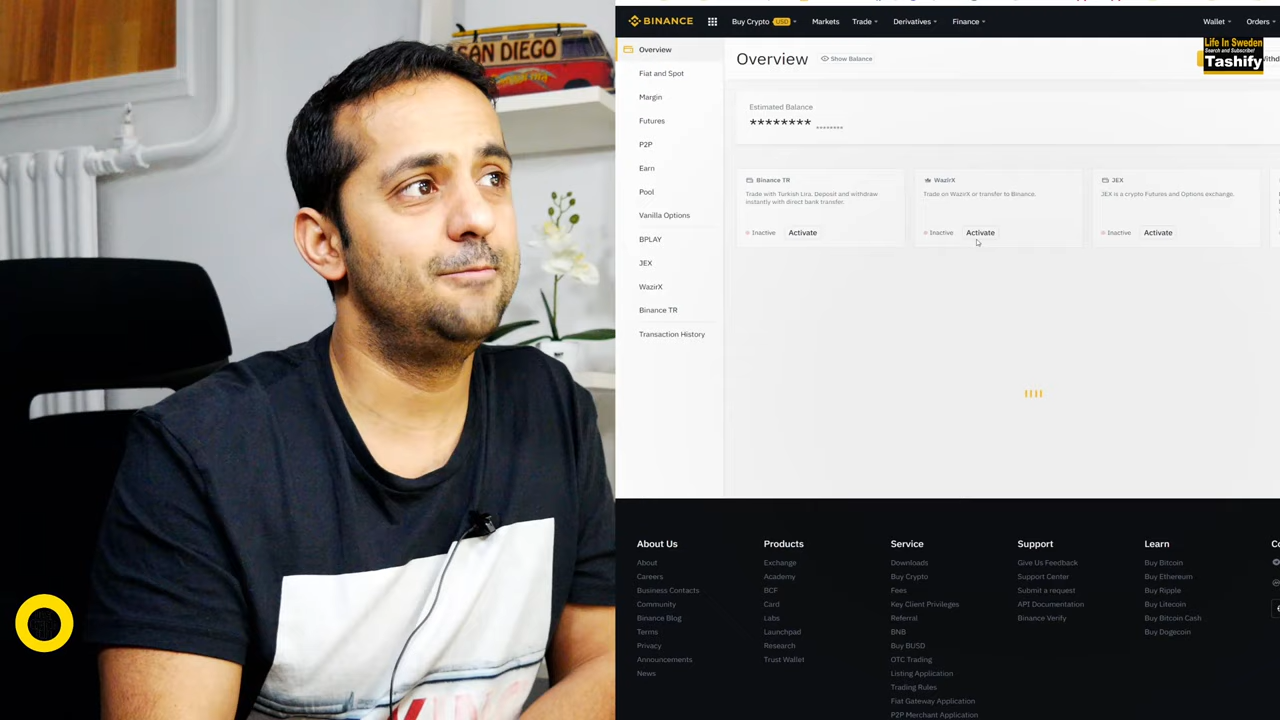 SAN DIEGO
BINANCE
Buy Crypto USD
Markets
Trade
Derivatives
Finance
Wallet
Orders
Overview
Fiat and Spot
Margin
Futures
P2P
Earn
Pool
Vanilla Options
BPLAY
JEX
WazirX
Binance TR
Transaction History
Overview
Show Balance
Life In Sweden
Search and Subscribe!
Tashify
Estimated Balance
******** ********
Binance TR
Trade with Turkish Lira. Deposit and withdraw
instantly with direct bank transfer.
Inactive
Activate
WazirX
Trade on WazirX or transfer to Binance.
Inactive
Activate
JEX
JEX is a crypto Futures and Options exchange.
Inactive
Activate
About Us
About
Careers
Business Contacts
Community
Binance Blog
Terms
Privacy
Announcements
News
Products
Exchange
Academy
BCF
Card
Labs
Launchpad
Research
Trust Wallet
Service
Downloads
Buy Crypto
Fees
Key Client Privileges
Referral
BNB
Buy BUSD
OTC Trading
Listing Application
Trading Rules
Fiat Gateway Application
P2P Merchant Application
Support
Give Us Feedback
Support Center
Submit a request
API Documentation
Binance Verify
Learn
Buy Bitcoin
Buy Ethereum
Buy Ripple
Buy Litecoin
Buy Bitcoin Cash
Buy Dogecoin